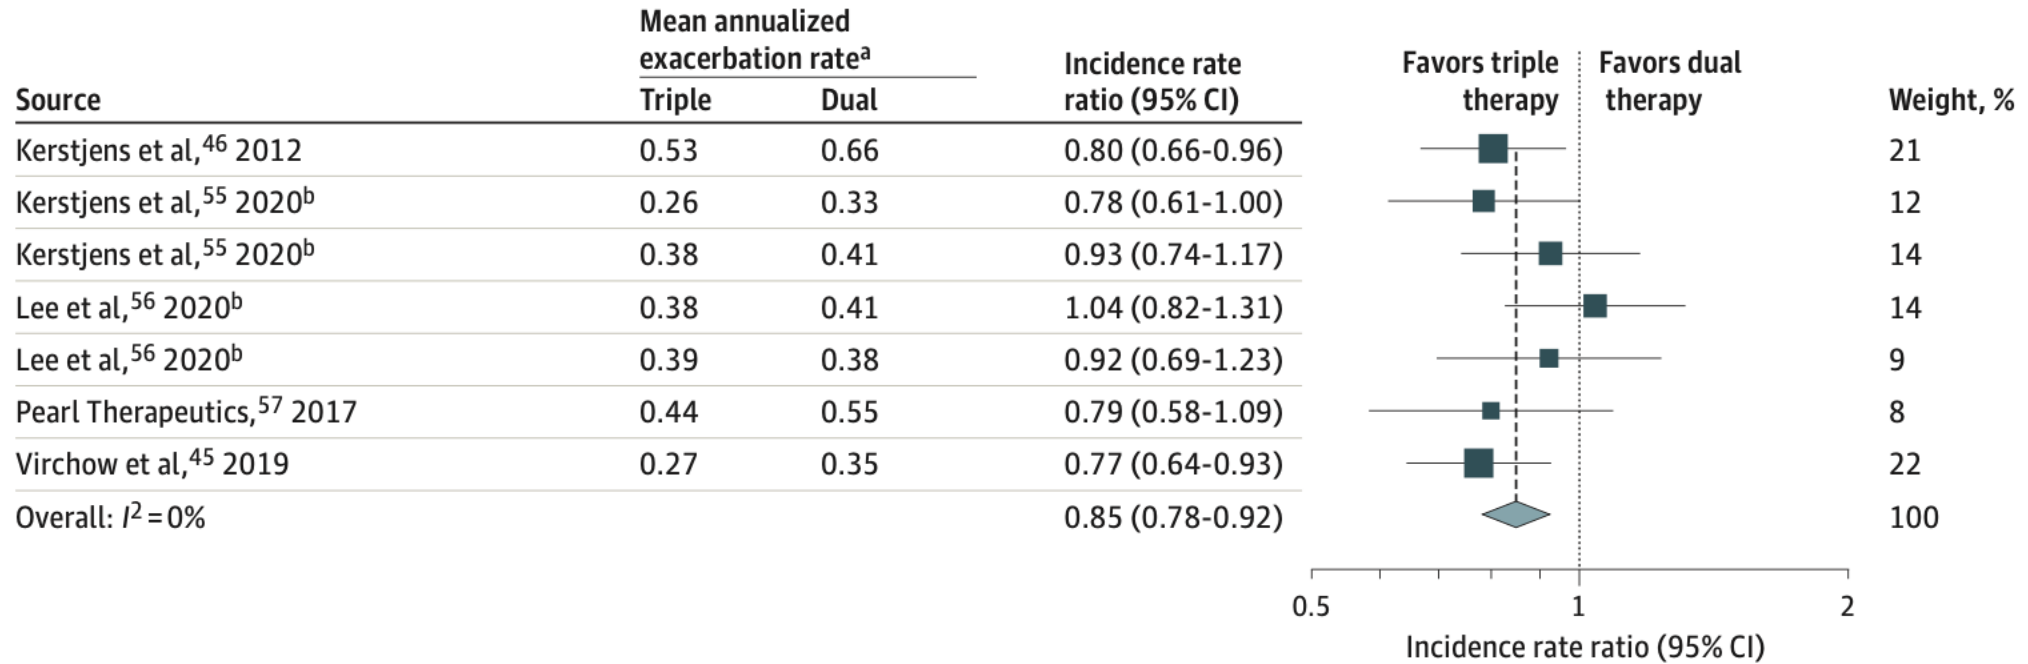 Mean annualized
exacerbation rateᵃ
Incidence rate
ratio (95% CI)
Favors triple
therapy
Favors dual
therapy
Source Triple Dual Weight, %
Kerstjens et al,⁴⁶ 2012 0.53 0.66 0.80 (0.66-0.96) 21
Kerstjens et al,⁵⁵ 2020ᵇ 0.26 0.33 0.78 (0.61-1.00) 12
Kerstjens et al,⁵⁵ 2020ᵇ 0.38 0.41 0.93 (0.74-1.17) 14
Lee et al,⁵⁶ 2020ᵇ 0.38 0.41 1.04 (0.82-1.31) 14
Lee et al,⁵⁶ 2020ᵇ 0.39 0.38 0.92 (0.69-1.23) 9
Pearl Therapeutics,⁵⁷ 2017 0.44 0.55 0.79 (0.58-1.09) 8
Virchow et al,⁴⁵ 2019 0.27 0.35 0.77 (0.64-0.93) 22
Overall: I² = 0% 0.85 (0.78-0.92) 100
0.5 1 2
Incidence rate ratio (95% CI)